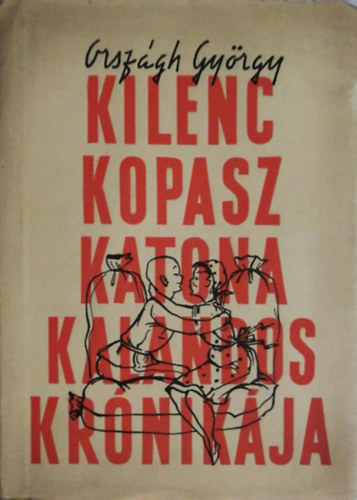 Országh György
KILENC
KOPASZ
KATONA
KALANDOS
KRÓNIKÁJA